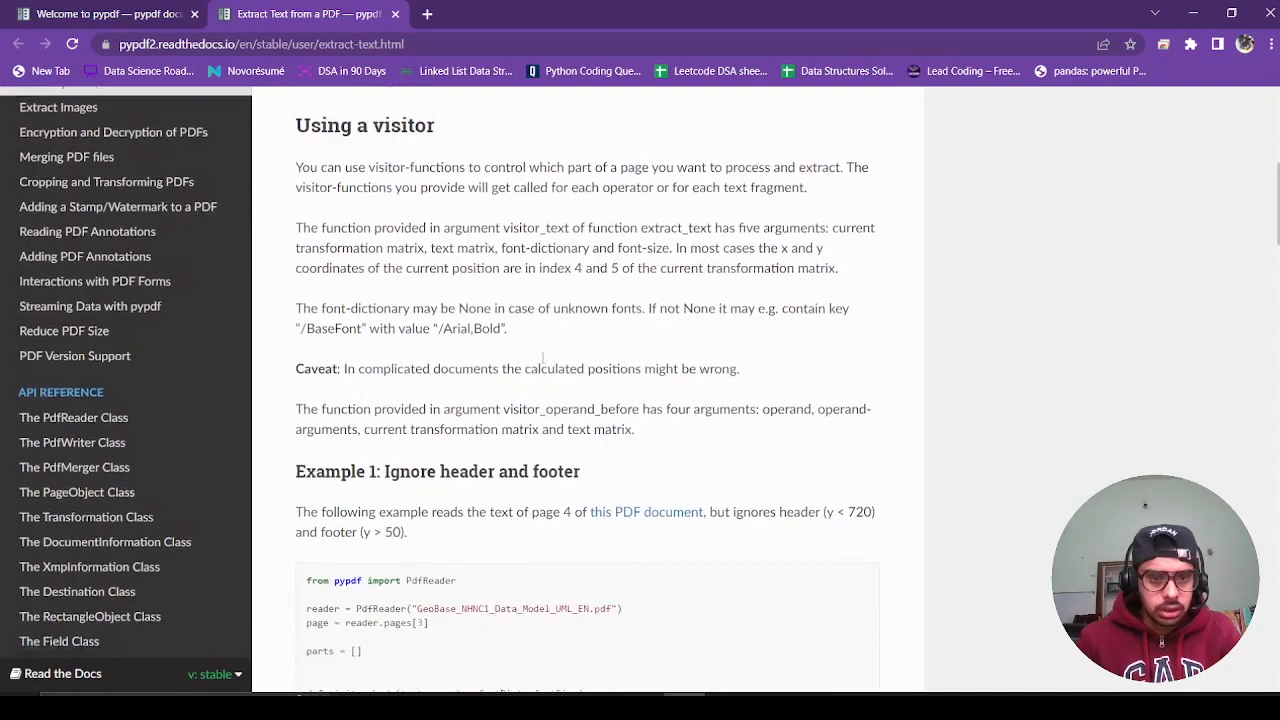 Welcome to pypdf — pypdf docu
Extract Text from a PDF — pypdf
pypdf2.readthedocs.io/en/stable/user/extract-text.html
New Tab
Data Science Road...
Novorésumé
DSA in 90 Days
Linked List Data Str...
Python Coding Que...
Leetcode DSA shee...
Data Structures Sol...
Lead Coding – Free...
pandas: powerful P...
Extract Images
Encryption and Decryption of PDFs
Merging PDF files
Cropping and Transforming PDFs
Adding a Stamp/Watermark to a PDF
Reading PDF Annotations
Adding PDF Annotations
Interactions with PDF Forms
Streaming Data with pypdf
Reduce PDF Size
PDF Version Support
API REFERENCE
The PdfReader Class
The PdfWriter Class
The PdfMerger Class
The PageObject Class
The Transformation Class
The DocumentInformation Class
The XmpInformation Class
The Destination Class
The RectangleObject Class
The Field Class
Read the Docs
v: stable
Using a visitor
You can use visitor-functions to control which part of a page you want to process and extract. The
visitor-functions you provide will get called for each operator or for each text fragment.
The function provided in argument visitor_text of function extract_text has five arguments: current
transformation matrix, text matrix, font-dictionary and font-size. In most cases the x and y
coordinates of the current position are in index 4 and 5 of the current transformation matrix.
The font-dictionary may be None in case of unknown fonts. If not None it may e.g. contain key
“/BaseFont” with value “/Arial,Bold”.
Caveat: In complicated documents the calculated positions might be wrong.
The function provided in argument visitor_operand_before has four arguments: operand, operand-
arguments, current transformation matrix and text matrix.
Example 1: Ignore header and footer
The following example reads the text of page 4 of this PDF document, but ignores header (y < 720)
and footer (y > 50).
from pypdf import PdfReader
reader = PdfReader("GeoBase_NHNC1_Data_Model_UML_EN.pdf")
page = reader.pages[3]
parts = []
JORDAN
GAP